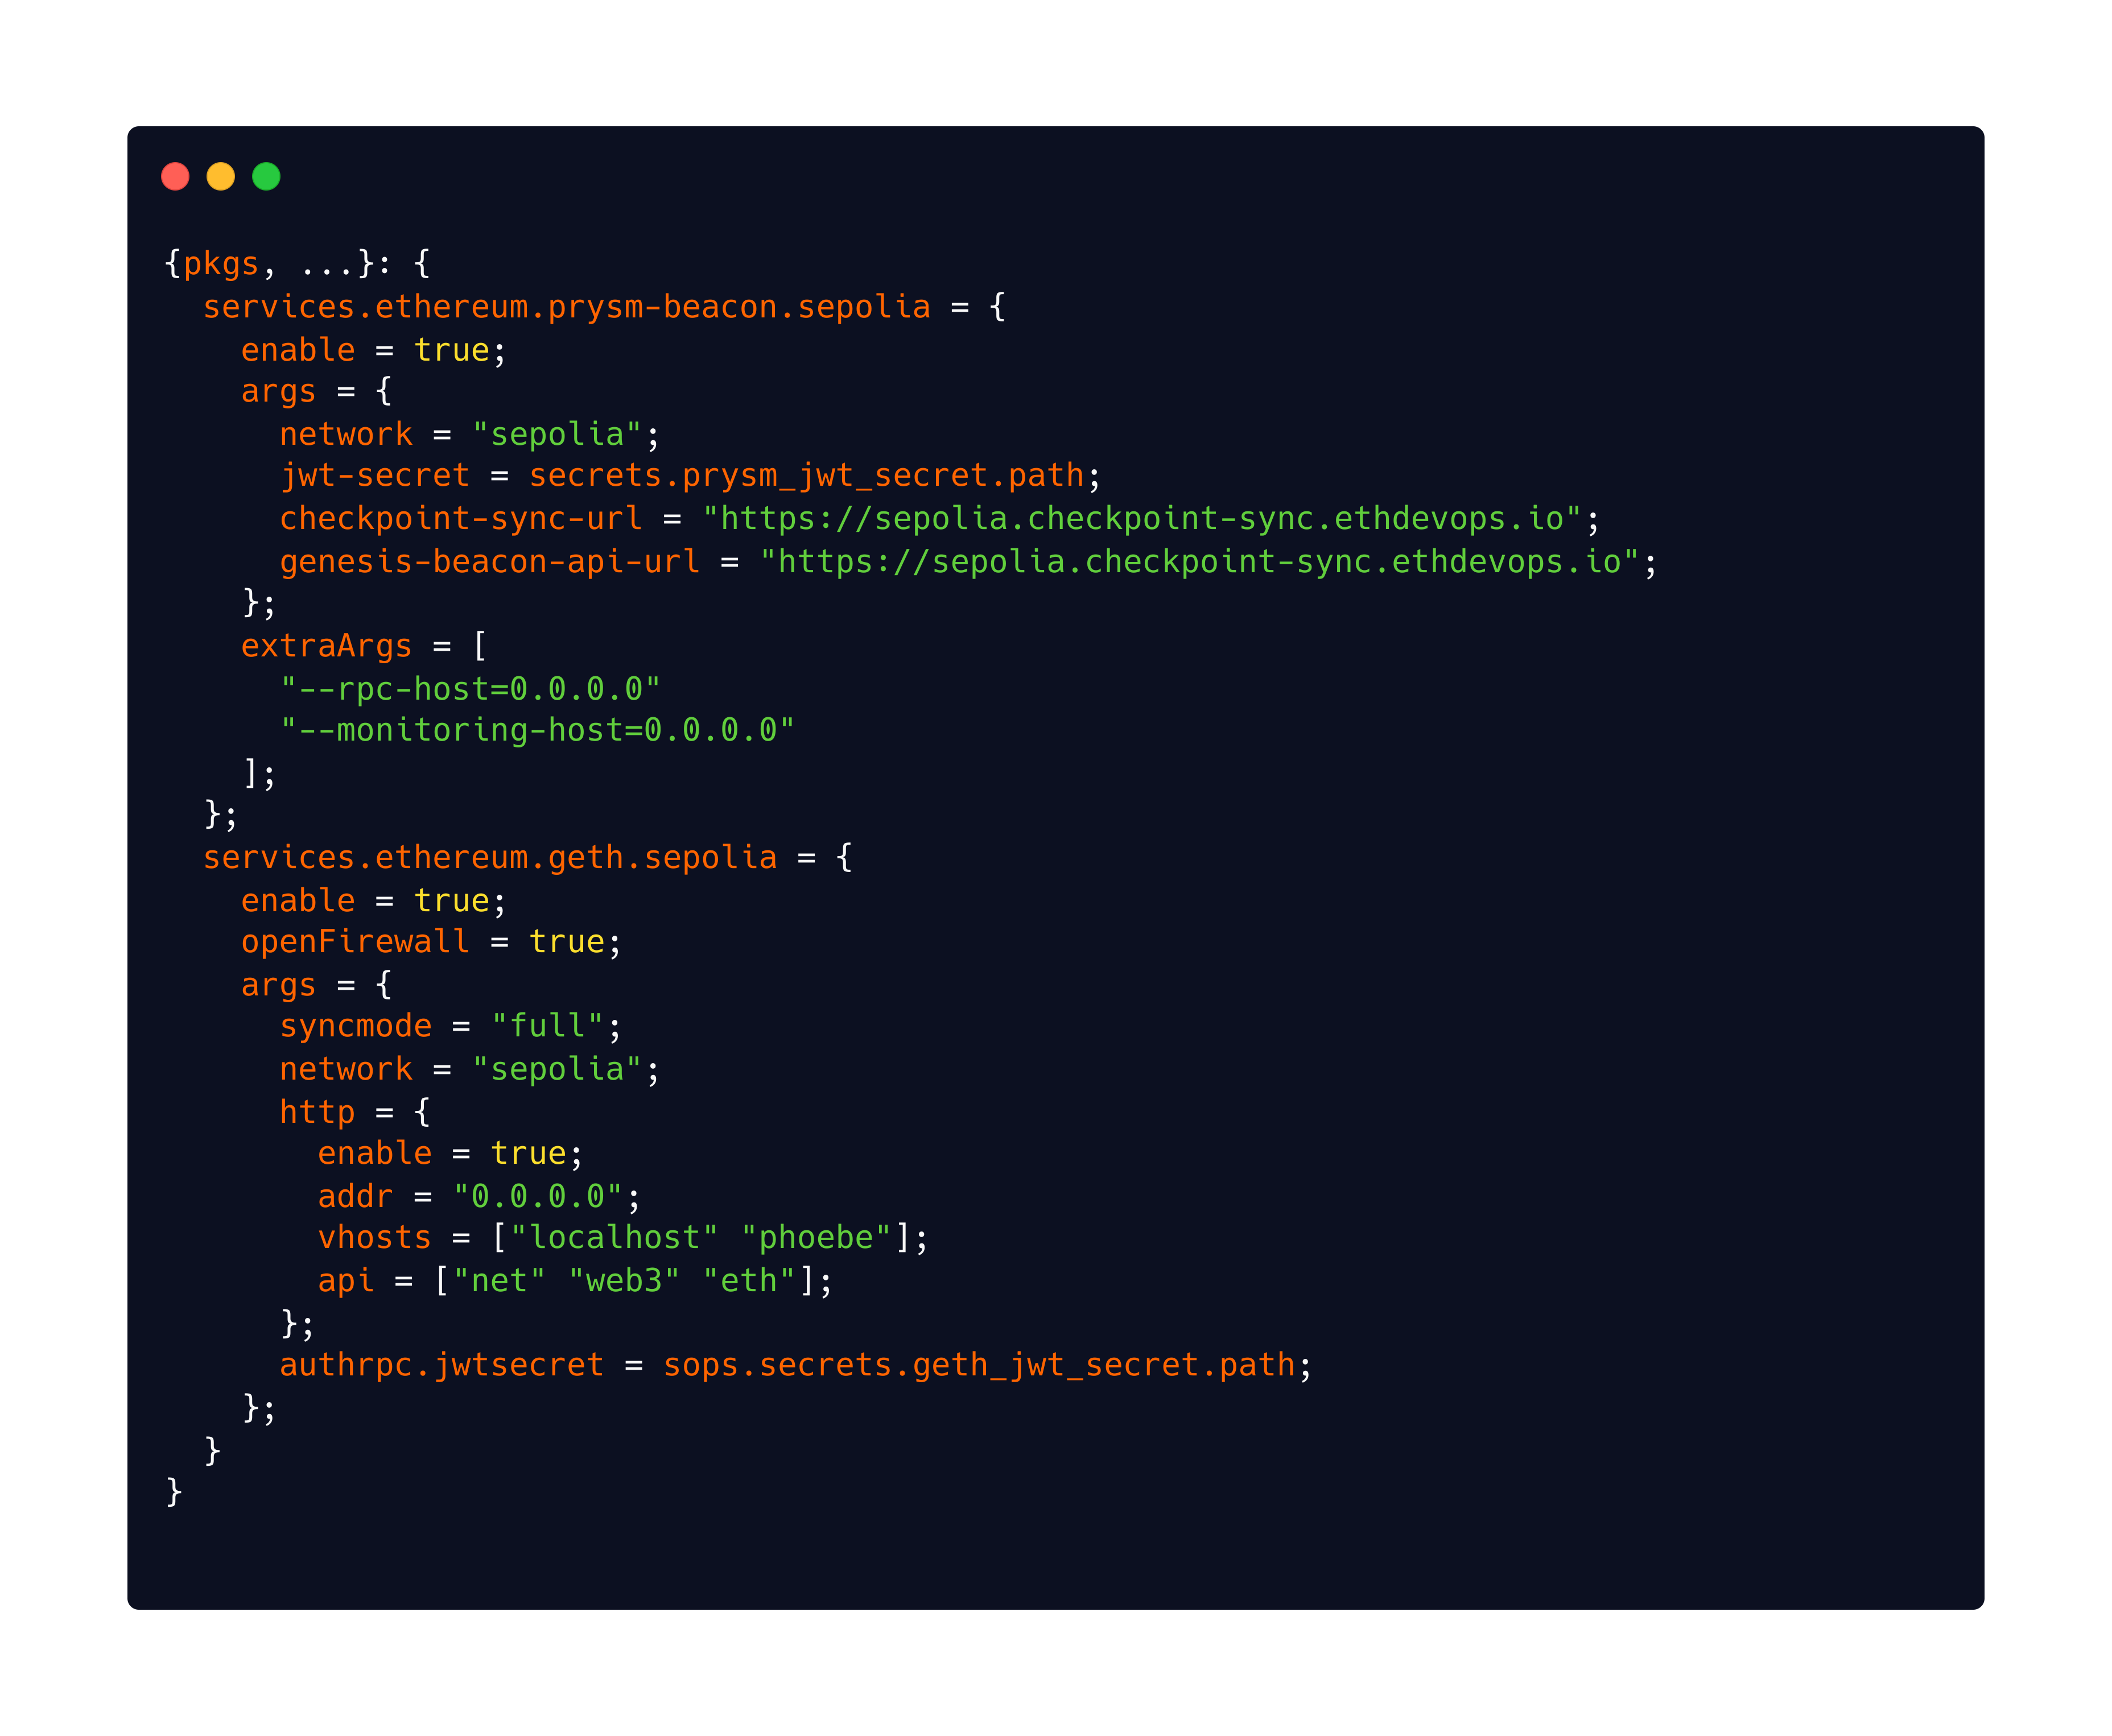 {pkgs, ...}: {
  services.ethereum.prysm-beacon.sepolia = {
    enable = true;
    args = {
      network = "sepolia";
      jwt-secret = secrets.prysm_jwt_secret.path;
      checkpoint-sync-url = "https://sepolia.checkpoint-sync.ethdevops.io";
      genesis-beacon-api-url = "https://sepolia.checkpoint-sync.ethdevops.io";
    };
    extraArgs = [
      "--rpc-host=0.0.0.0"
      "--monitoring-host=0.0.0.0"
    ];
  };
  services.ethereum.geth.sepolia = {
    enable = true;
    openFirewall = true;
    args = {
      syncmode = "full";
      network = "sepolia";
      http = {
        enable = true;
        addr = "0.0.0.0";
        vhosts = ["localhost" "phoebe"];
        api = ["net" "web3" "eth"];
      };
      authrpc.jwtsecret = sops.secrets.geth_jwt_secret.path;
    };
  }
}